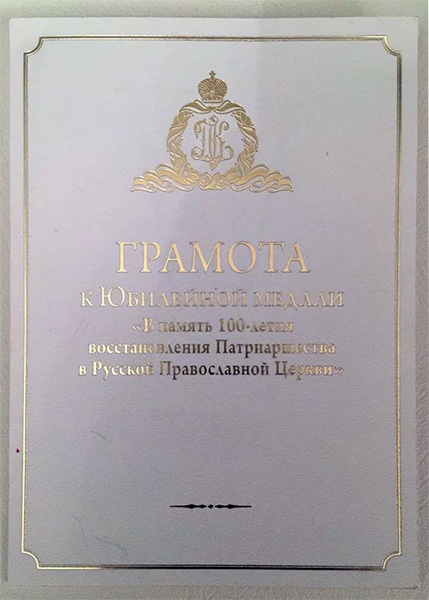 ГРАМОТА
к Юбилейной медали
«В память 100-летия
восстановления Патриаршества
в Русской Православной Церкви»